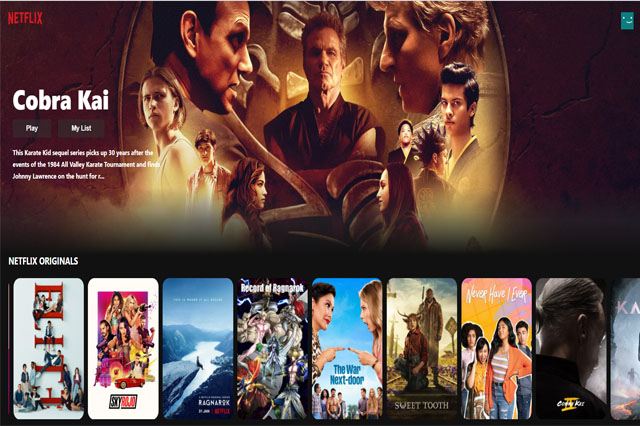 NETFLIX
Cobra Kai
Play
My List
This Karate Kid sequel series picks up 30 years after the
events of the 1984 All Valley Karate Tournament and finds
Johnny Lawrence on the hunt for r...
NETFLIX ORIGINALS
ELITE
SKY ROJO
RAGNAROK
NETFLIX
Record of Ragnarok
The War
Next-door
SWEET TOOTH
Never Have I Ever
COBRA KAI
KA